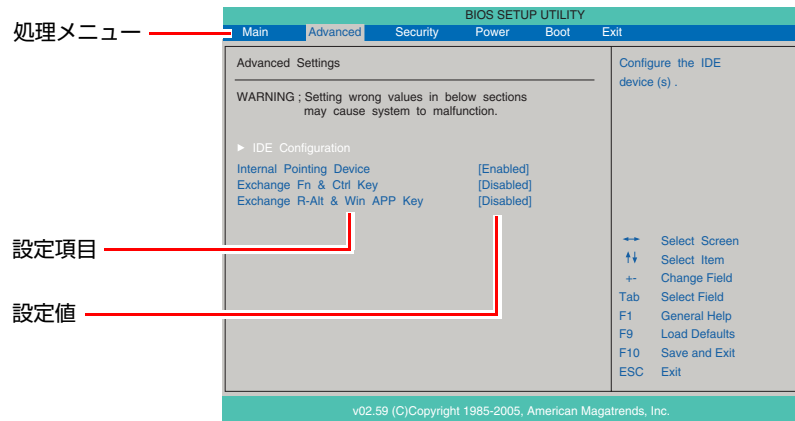 BIOS SETUP UTILITY
処理メニュー
Main Advanced Security Power Boot Exit
Advanced Settings
WARNING ; Setting wrong values in below sections
may cause system to malfunction.
► IDE Configuration
Internal Pointing Device [Enabled]
Exchange Fn & Ctrl Key [Disabled]
Exchange R-Alt & Win APP Key [Disabled]
設定項目
設定値
Configure the IDE
device (s) .
←→ Select Screen
↑↓ Select Item
+- Change Field
Tab Select Field
F1 General Help
F9 Load Defaults
F10 Save and Exit
ESC Exit
v02.59 (C)Copyright 1985-2005, American Magatrends, Inc.